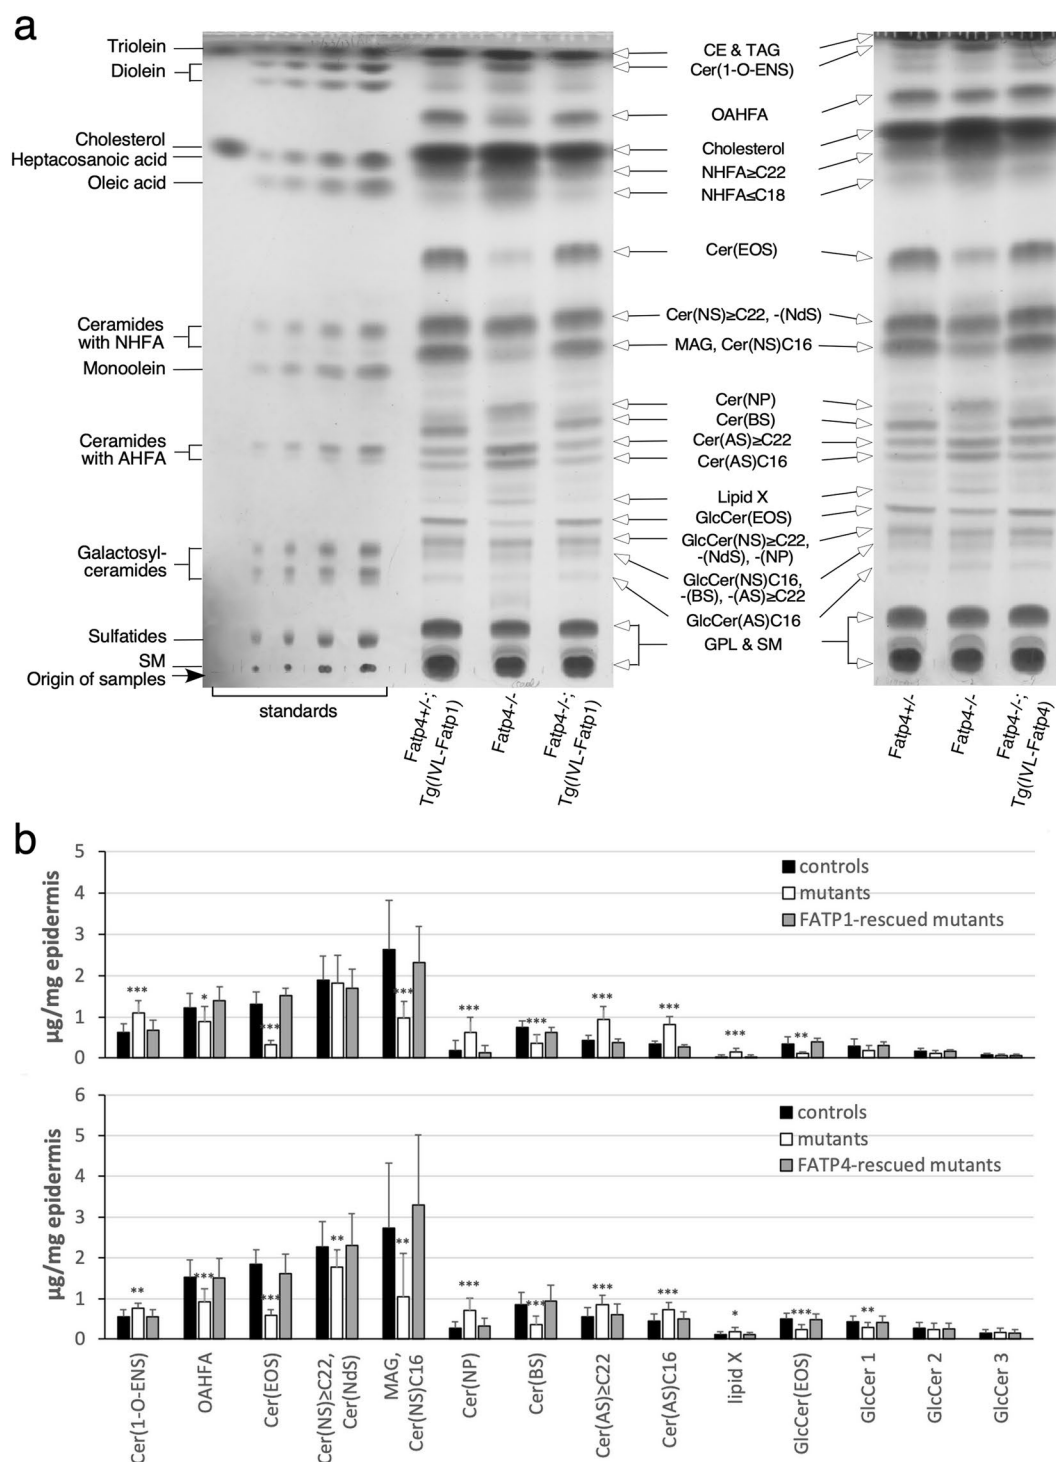 a
Triolein
Diolein
Cholesterol
Heptacosanoic acid
Oleic acid
Ceramides
with NHFA
Monoolein
Ceramides
with AHFA
Galactosyl-
ceramides
Sulfatides
SM
Origin of samples
standards
CE & TAG
Cer(1-O-ENS)
OAHFA
Cholesterol
NHFA≥C22
NHFA≤C18
Cer(EOS)
Cer(NS)≥C22, -(NdS)
MAG, Cer(NS)C16
Cer(NP)
Cer(BS)
Cer(AS)≥C22
Cer(AS)C16
Lipid X
GlcCer(EOS)
GlcCer(NS)≥C22,
-(NdS), -(NP)
GlcCer(NS)C16,
-(BS), -(AS)≥C22
GlcCer(AS)C16
GPL & SM
Fatp4+/-;
Tg(IVL-Fatp1)
Fatp4-/-
Fatp4-/-;
Tg(IVL-Fatp1)
Fatp4+/-
Fatp4-/-
Fatp4-/-;
Tg(IVL-Fatp4)
b
µg/mg epidermis
5
4
3
2
1
0
controls
mutants
FATP1-rescued mutants
***
*
***
***
***
***
***
***
***
**
µg/mg epidermis
6
5
4
3
2
1
0
controls
mutants
FATP4-rescued mutants
**
***
***
**
**
***
***
***
***
*
***
**
Cer(1-O-ENS)
OAHFA
Cer(EOS)
Cer(NS)≥C22,
Cer(NdS)
MAG,
Cer(NS)C16
Cer(NP)
Cer(BS)
Cer(AS)≥C22
Cer(AS)C16
lipid X
GlcCer(EOS)
GlcCer 1
GlcCer 2
GlcCer 3